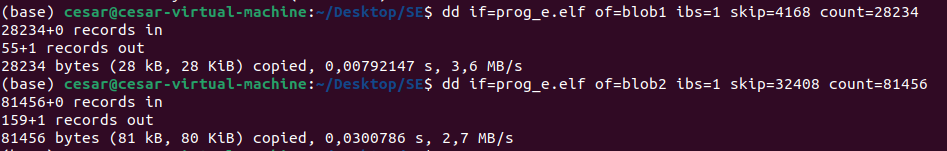 (base) cesar@cesar-virtual-machine:~/Desktop/SE$ dd if=prog_e.elf of=blob1 ibs=1 skip=4168 count=28234
28234+0 records in
55+1 records out
28234 bytes (28 kB, 28 KiB) copied, 0,00792147 s, 3,6 MB/s
(base) cesar@cesar-virtual-machine:~/Desktop/SE$ dd if=prog_e.elf of=blob2 ibs=1 skip=32408 count=81456
81456+0 records in
159+1 records out
81456 bytes (81 kB, 80 KiB) copied, 0,0300786 s, 2,7 MB/s